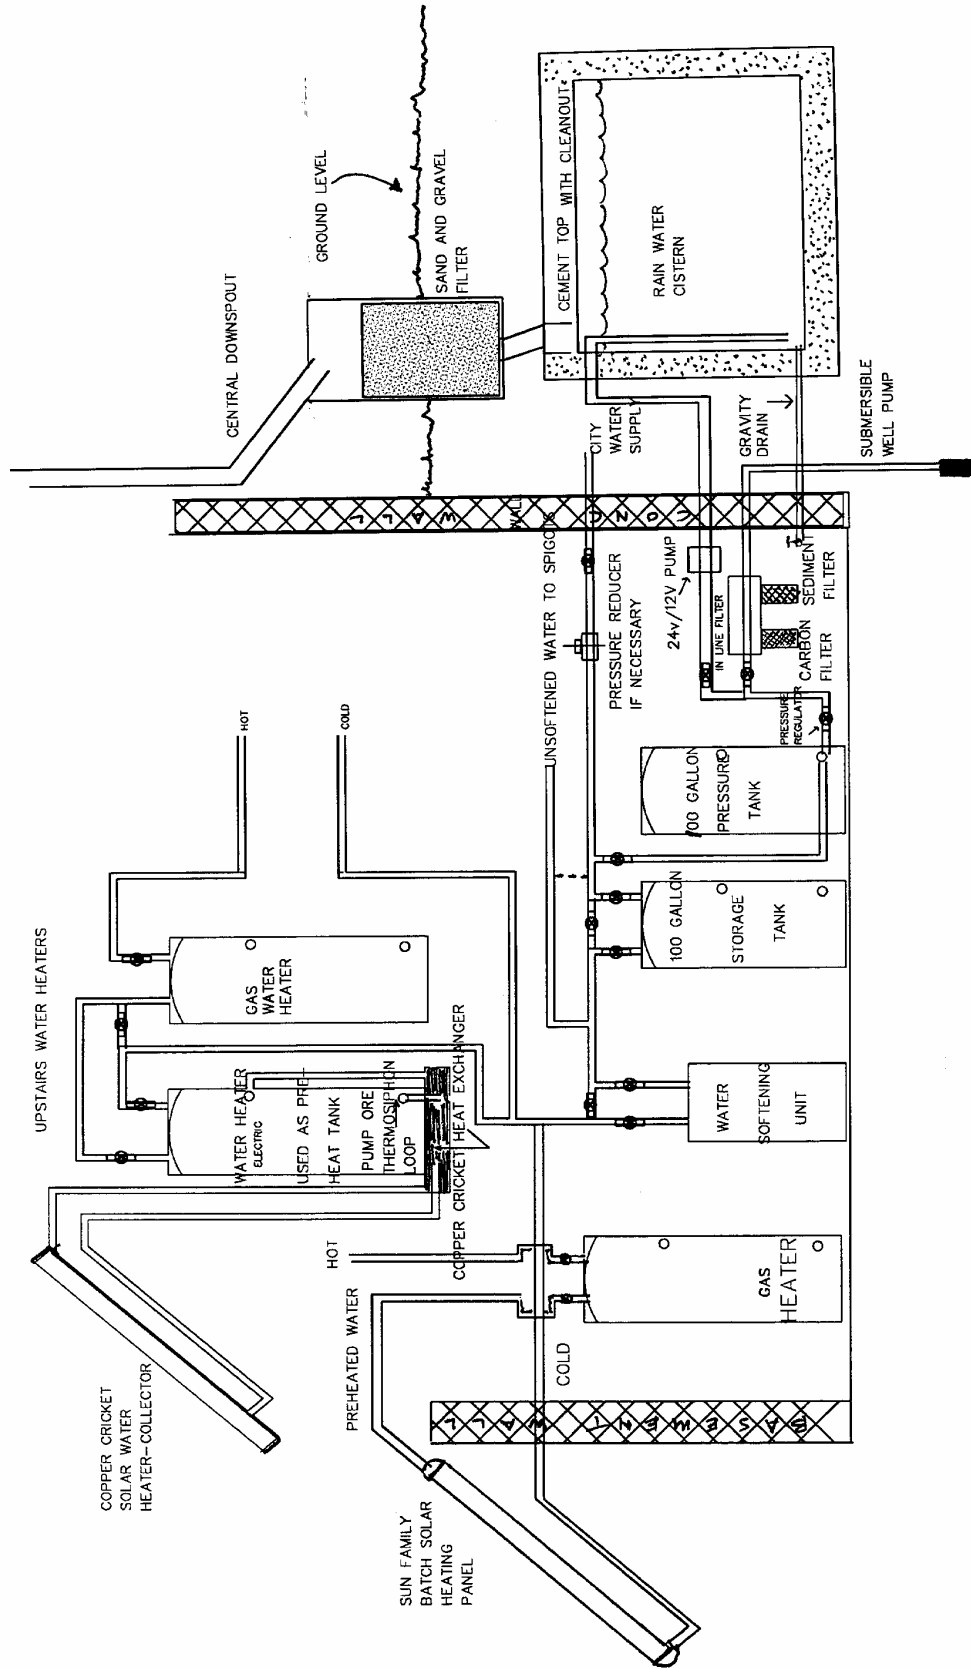 UPSTAIRS WATER HEATERS
COPPER CRICKET
SOLAR WATER
HEATER-COLLECTOR
WATER HEATER
ELECTRIC
USED AS PRE-
HEAT TANK
PUMP ORE
THERMOSIPHON
LOOP
COPPER CRICKET HEAT EXCHANGER
GAS
WATER
HEATER
HOT
COLD
CENTRAL DOWNSPOUT
GROUND LEVEL
SAND AND GRAVEL
FILTER
CEMENT TOP WITH CLEANOUT
RAIN WATER
CISTERN
CITY
WATER
SUPPLY
GRAVITY
DRAIN
SUBMERSIBLE
WELL PUMP
WALL
WALL
UNSOFTENED WATER TO SPIGOTS
PRESSURE REDUCER
IF NECESSARY
24v/12V PUMP
IN LINE FILTER
CARBON
FILTER
SEDIMENT
FILTER
PRESSURE
REGULATOR
100 GALLON
PRESSURE
TANK
100 GALLON
STORAGE
TANK
WATER
SOFTENING
UNIT
HOT
PREHEATED WATER
COLD
GAS
HEATER
SUN FAMILY
BATCH SOLAR
HEATING
PANEL
BASEMENT WALL